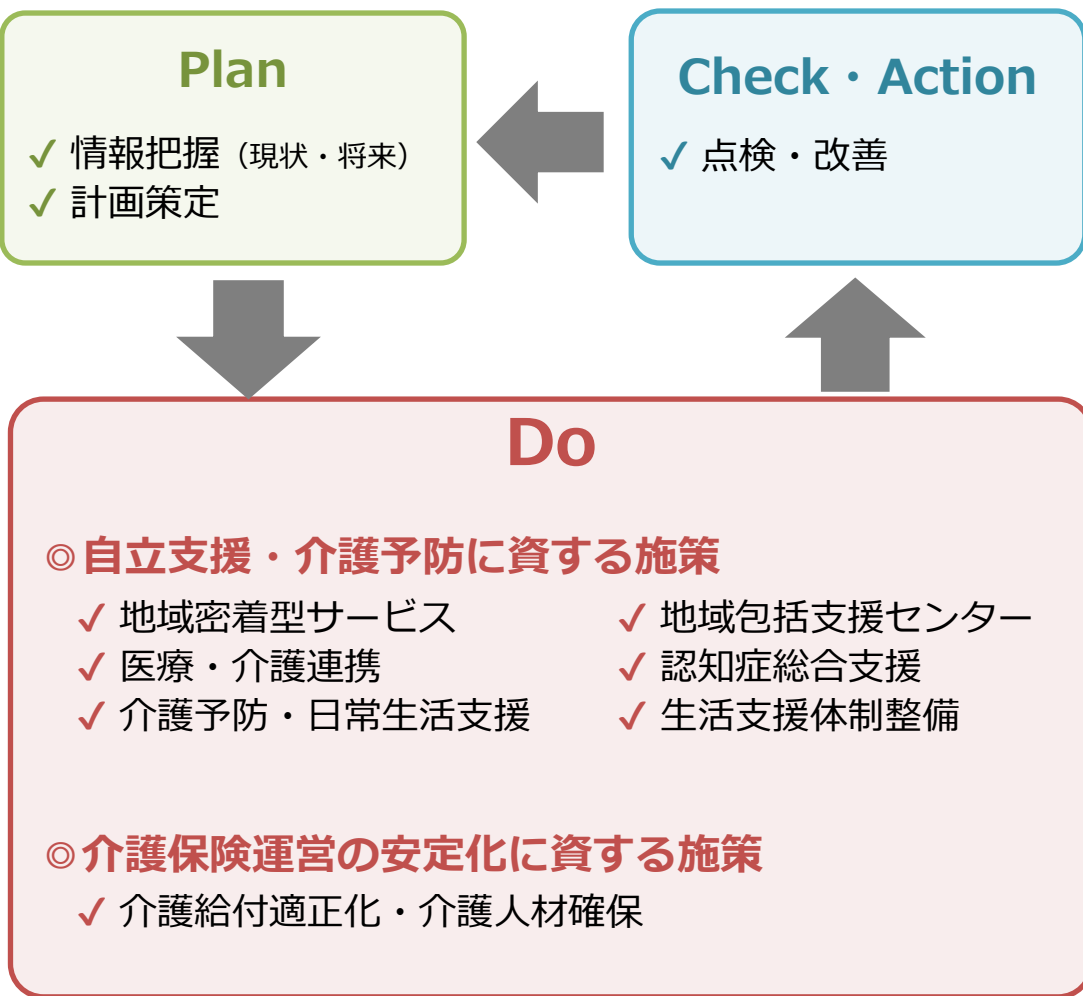 Plan
✓ 情報把握（現状・将来）
✓ 計画策定
Check・Action
✓ 点検・改善
Do
◎自立支援・介護予防に資する施策
✓ 地域密着型サービス
✓ 医療・介護連携
✓ 介護予防・日常生活支援
✓ 地域包括支援センター
✓ 認知症総合支援
✓ 生活支援体制整備
◎介護保険運営の安定化に資する施策
✓ 介護給付適正化・介護人材確保